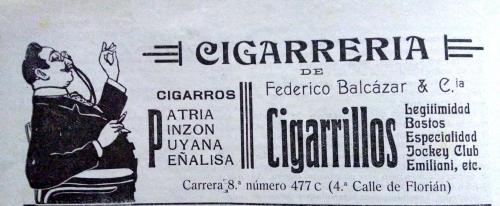 CIGARRERIA
DE
Federico Balcázar & C.ia
CIGARROS
PATRIA
PINZON
PUYANA
PEÑALISA
Cigarrillos
Legitimidad
Bastos
Especialidad
Jockey Club
Emiliani, etc.
Carrera 8.ª número 477 C (4.ª Calle de Florián)